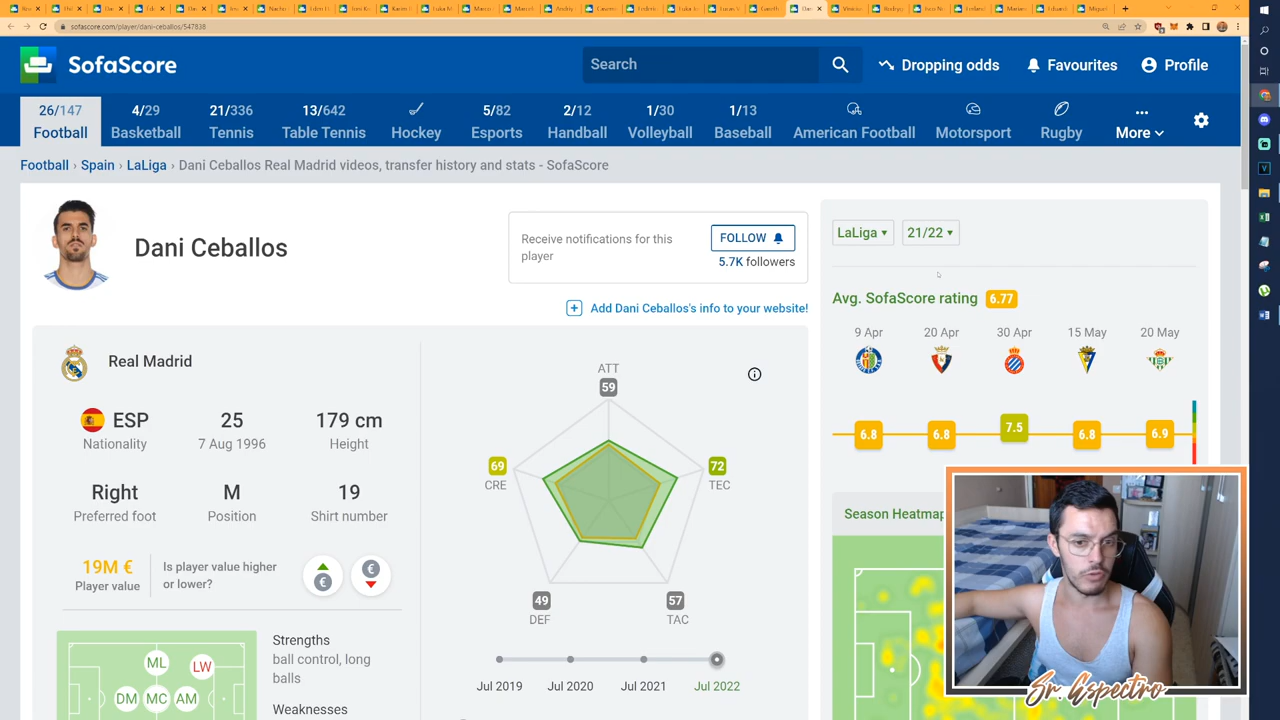 sofascore.com/player/dani-ceballos/547838
SofaScore
Search
Dropping odds
Favourites
Profile
26/147
4/29
21/336
13/642
5/82
2/12
1/30
1/13
Football
Basketball
Tennis
Table Tennis
Hockey
Esports
Handball
Volleyball
Baseball
American Football
Motorsport
Rugby
More
Football › Spain › LaLiga › Dani Ceballos Real Madrid videos, transfer history and stats - SofaScore
Dani Ceballos
Receive notifications for this
player
FOLLOW
5.7K followers
Add Dani Ceballos's info to your website!
Real Madrid
ESP
Nationality
25
7 Aug 1996
179 cm
Height
Right
Preferred foot
M
Position
19
Shirt number
19M €
Player value
Is player value higher
or lower?
ML
LW
DM
MC
AM
Strengths
ball control, long
balls
Weaknesses
ATT
59
69
CRE
72
TEC
49
DEF
57
TAC
Jul 2019
Jul 2020
Jul 2021
Jul 2022
LaLiga
21/22
Avg. SofaScore rating 6.77
9 Apr
20 Apr
30 Apr
15 May
20 May
6.8
6.8
7.5
6.8
6.9
Season Heatmap
Sr. Espectro